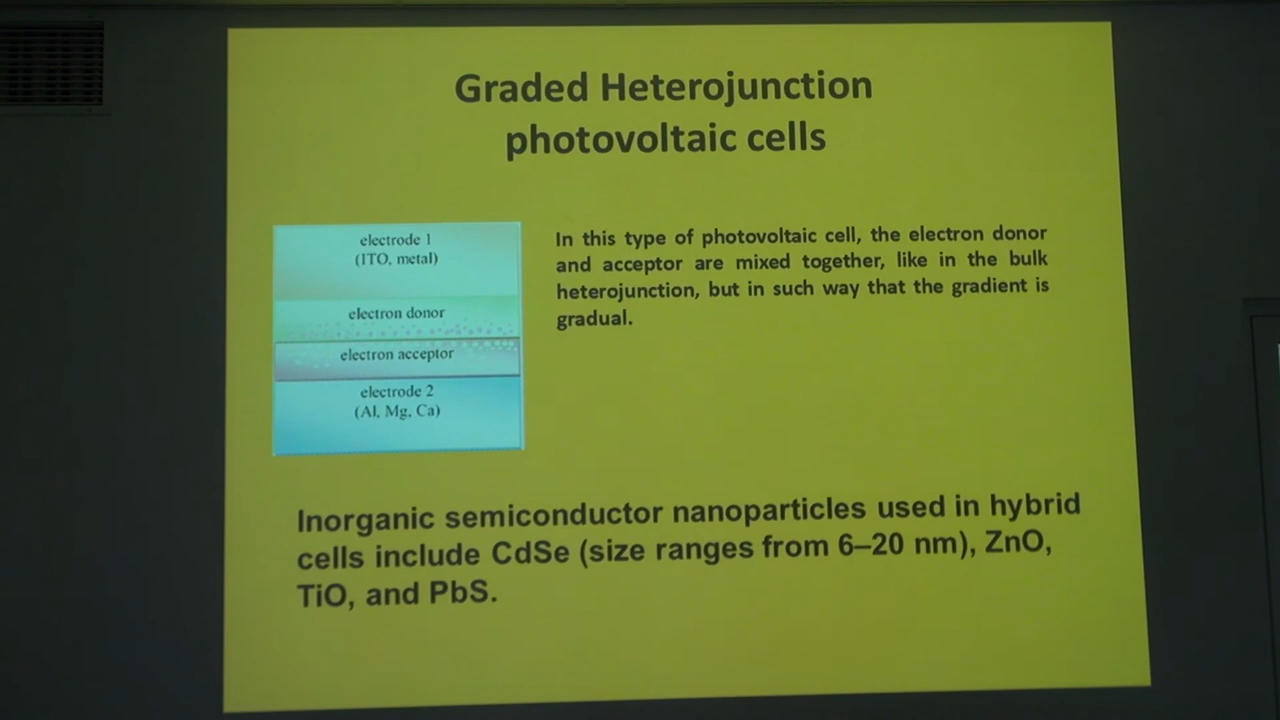 Graded Heterojunction
photovoltaic cells
electrode 1
(ITO, metal)
electron donor
electron acceptor
electrode 2
(Al, Mg, Ca)
In this type of photovoltaic cell, the electron donor
and acceptor are mixed together, like in the bulk
heterojunction, but in such way that the gradient is
gradual.
Inorganic semiconductor nanoparticles used in hybrid
cells include CdSe (size ranges from 6–20 nm), ZnO,
TiO, and PbS.